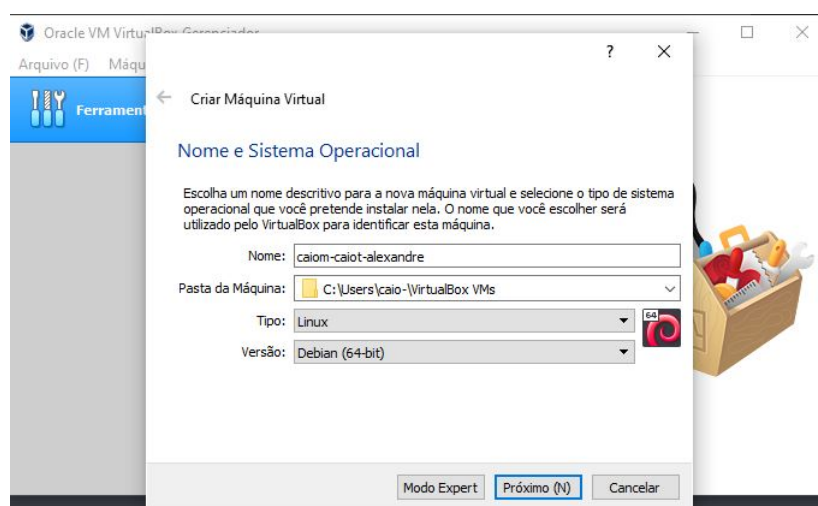 Oracle VM VirtualBox Gerenciador
Arquivo (F) Máqu
Ferrament
? ×
Criar Máquina Virtual
Nome e Sistema Operacional
Escolha um nome descritivo para a nova máquina virtual e selecione o tipo de sistema
operacional que você pretende instalar nela. O nome que você escolher será
utilizado pelo VirtualBox para identificar esta máquina.
Nome: caiom-caiot-alexandre
Pasta da Máquina: C:\Users\caio-\VirtualBox VMs
Tipo: Linux
64
Versão: Debian (64-bit)
Modo Expert Próximo (N) Cancelar